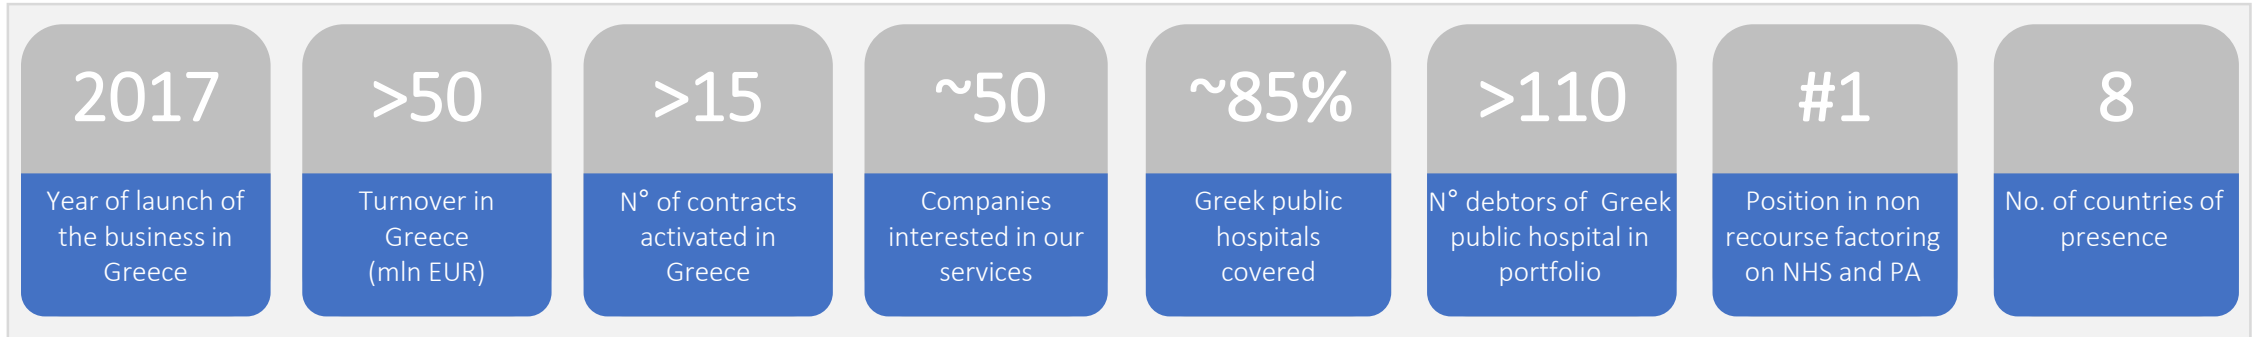 2017
Year of launch of
the business in
Greece
>50
Turnover in
Greece
(mln EUR)
>15
N° of contracts
activated in
Greece
~50
Companies
interested in our
services
~85%
Greek public
hospitals
covered
>110
N° debtors of  Greek
public hospital in
portfolio
#1
Position in non
recourse factoring
on NHS and PA
8
No. of countries of
presence